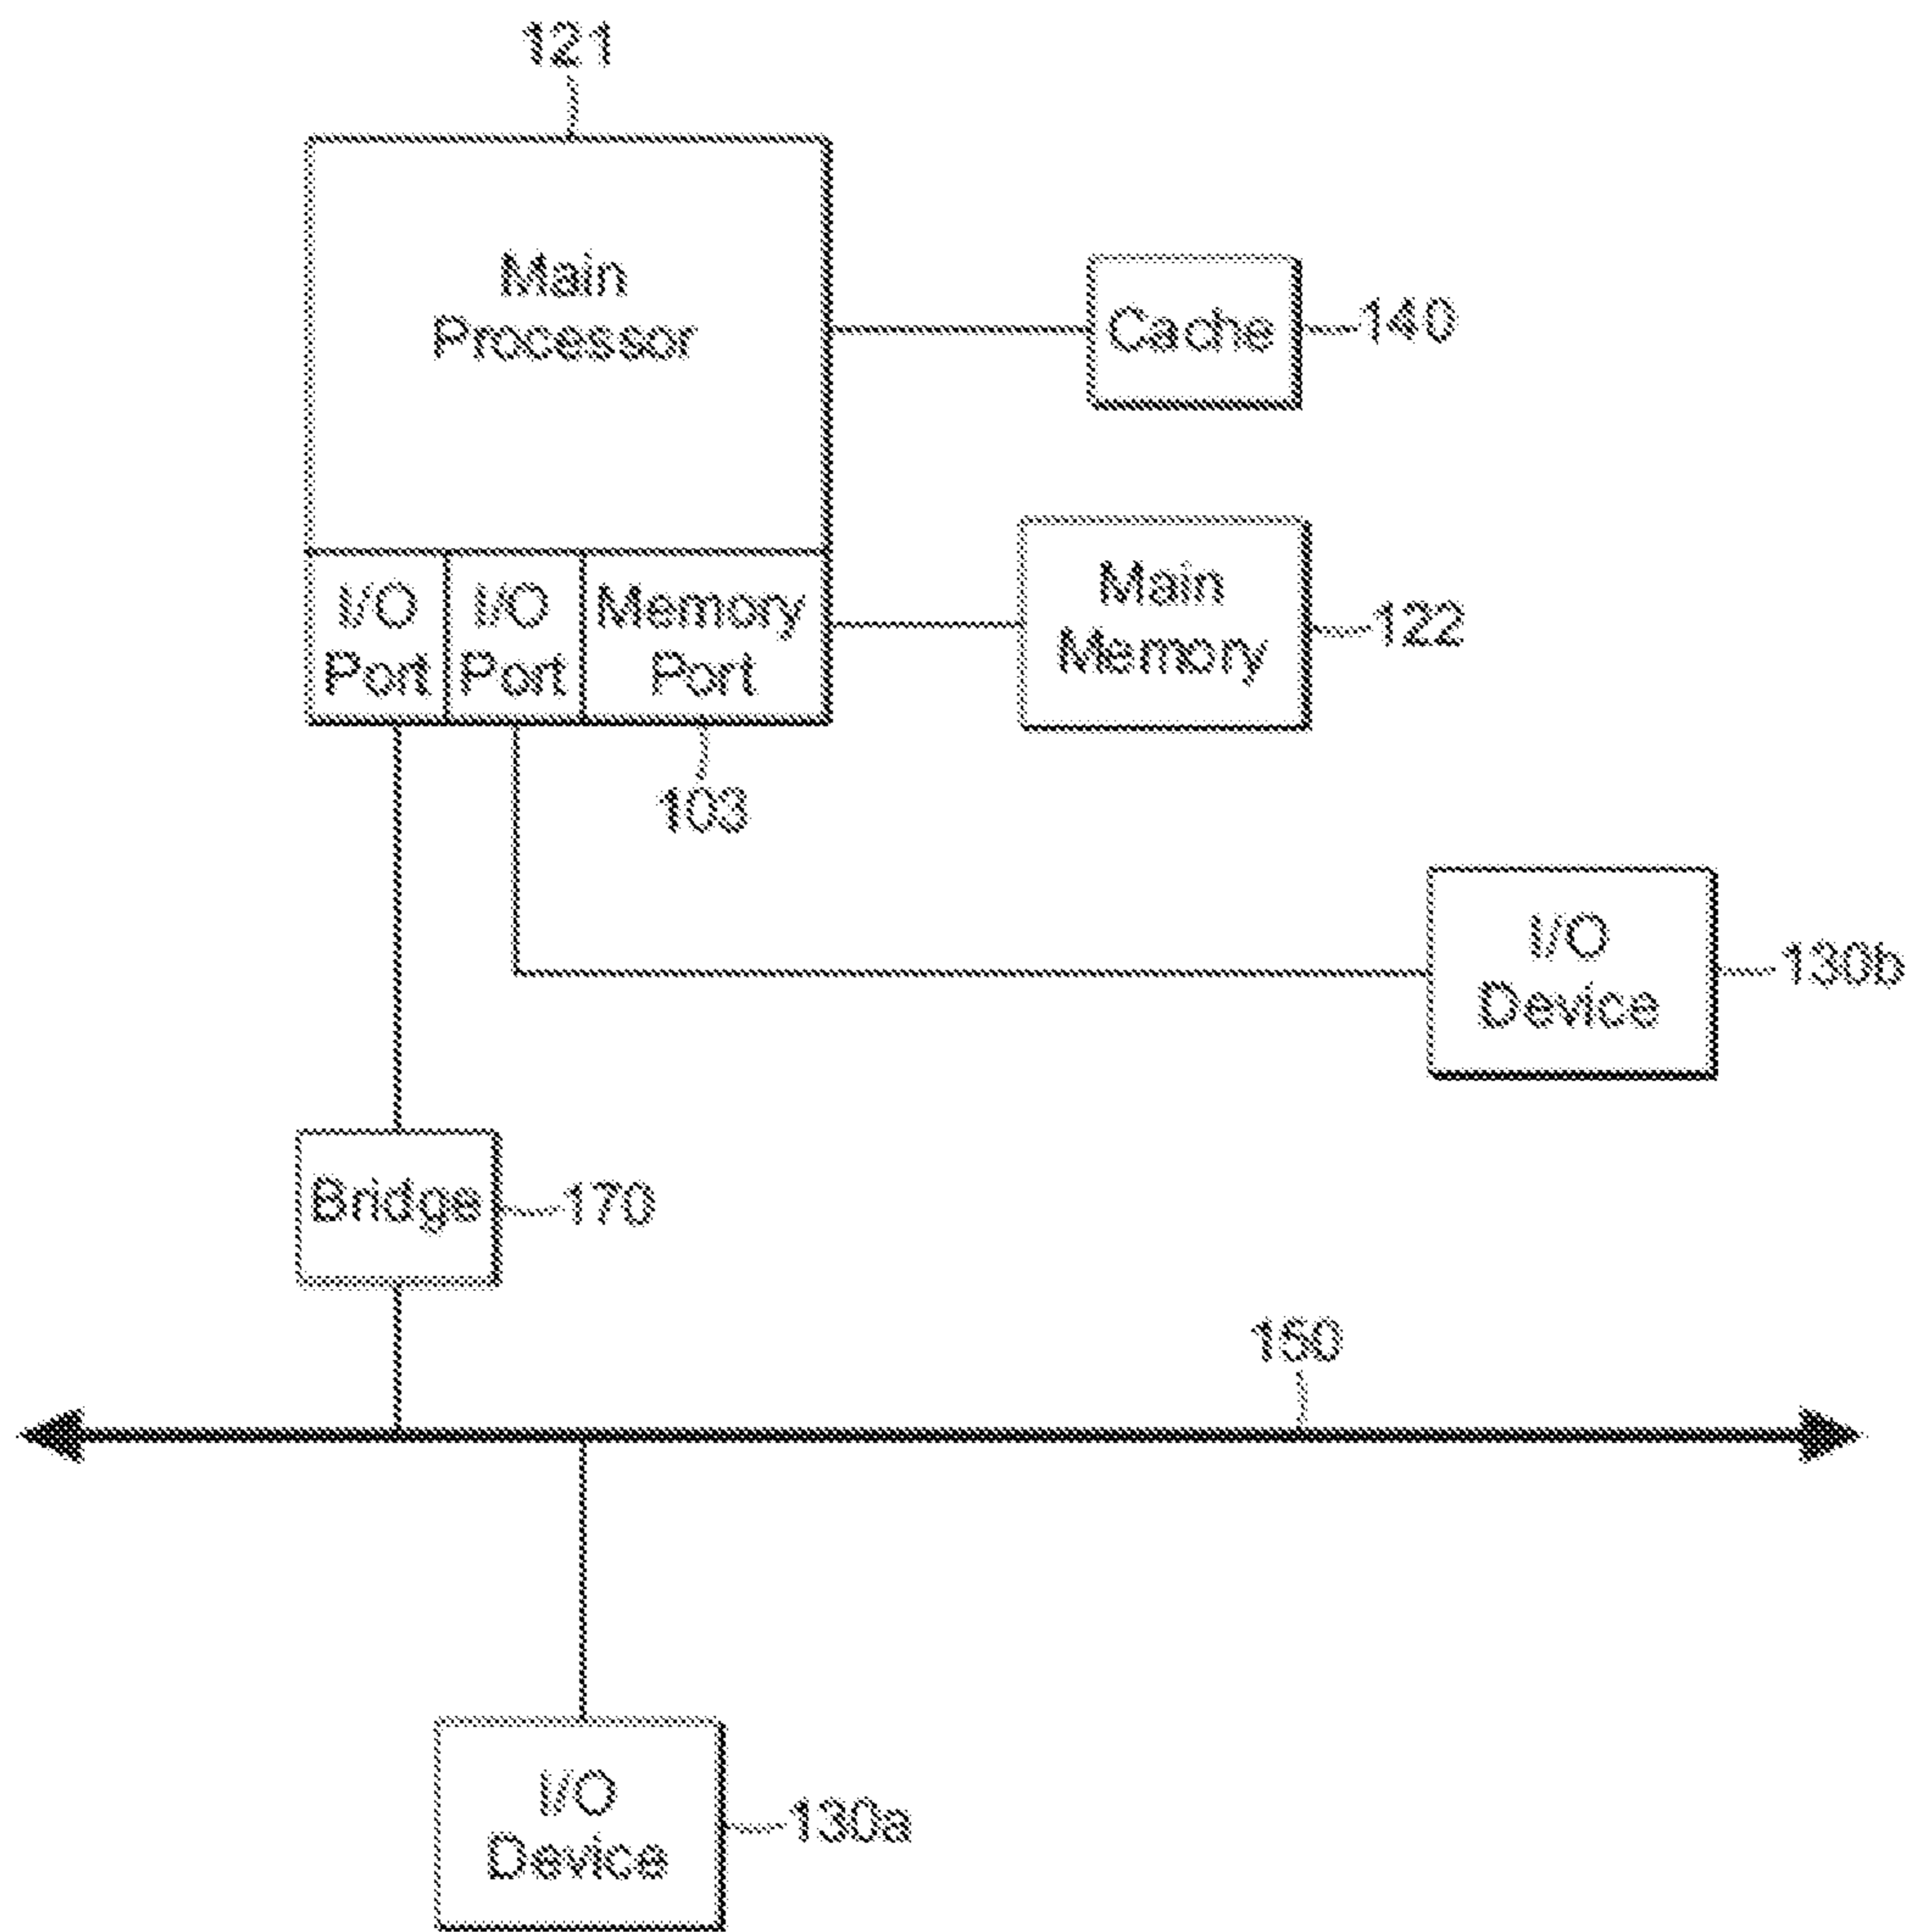 121
Main
Processor
Cache
140
I/O
Port
I/O
Port
Memory
Port
Main
Memory
122
103
I/O
Device
130b
Bridge
170
150
I/O
Device
130a